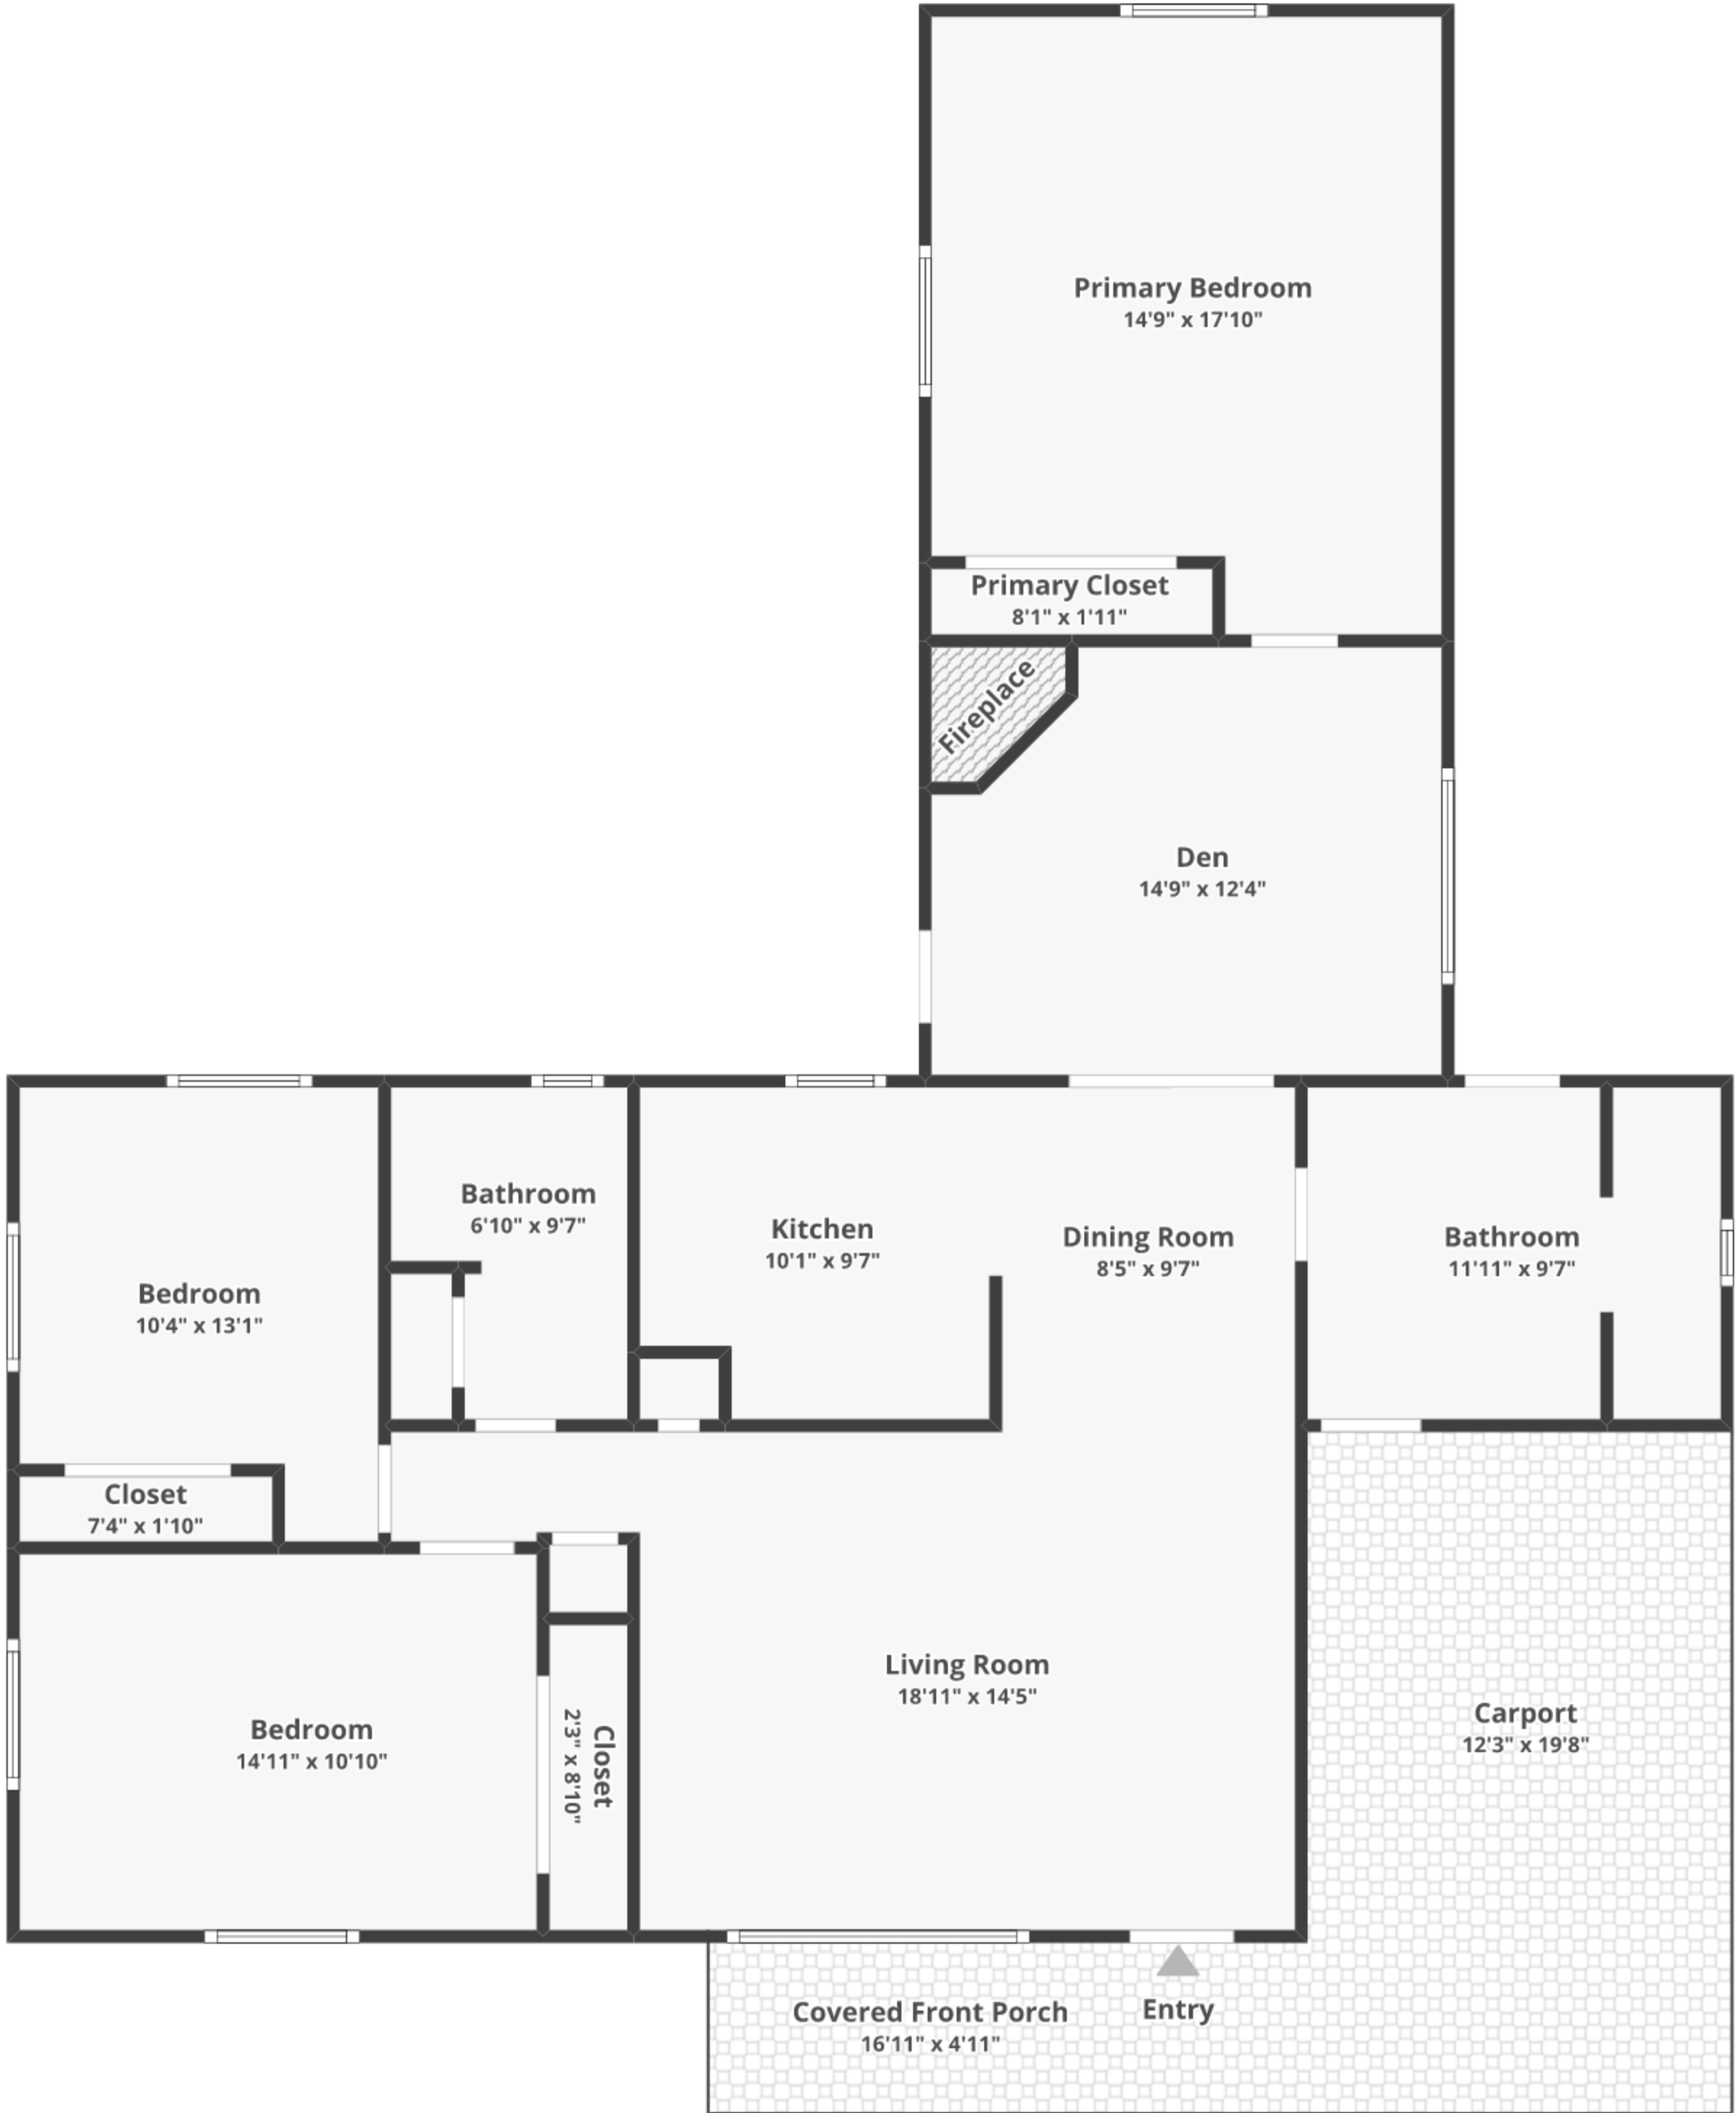 Primary Bedroom
14'9" x 17'10"
Primary Closet
8'1" x 1'11"
Fireplace
Den
14'9" x 12'4"
Bathroom
6'10" x 9'7"
Kitchen
10'1" x 9'7"
Dining Room
8'5" x 9'7"
Bathroom
11'11" x 9'7"
Bedroom
10'4" x 13'1"
Closet
7'4" x 1'10"
Living Room
18'11" x 14'5"
Carport
12'3" x 19'8"
Bedroom
14'11" x 10'10"
Closet
2'3" x 8'10"
Covered Front Porch
16'11" x 4'11"
Entry